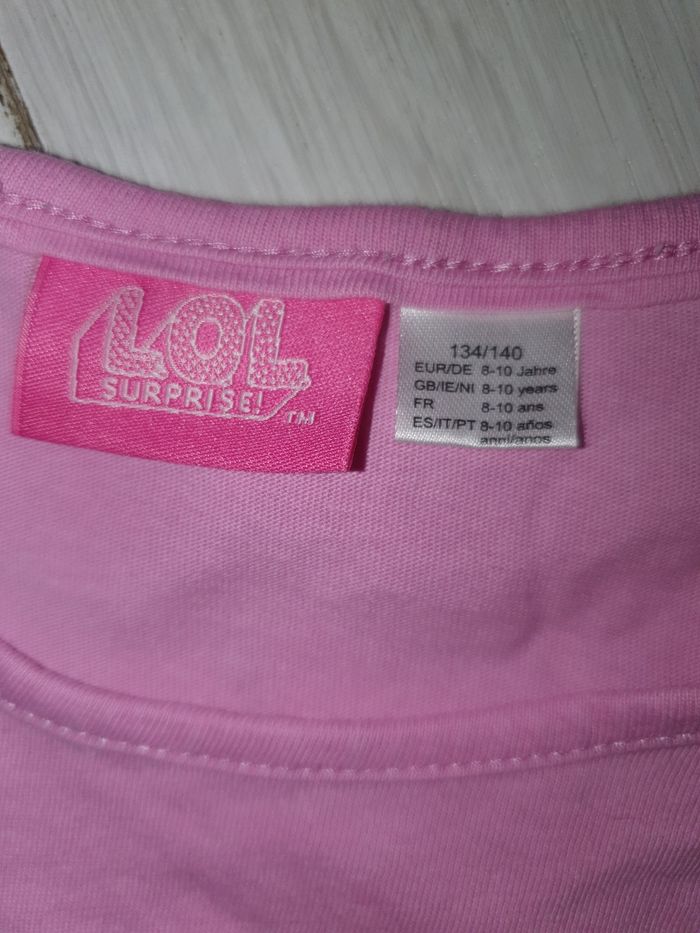 LOL
SURPRISE!
TM
134/140
EUR/DE 8-10 Jahre
GB/IE/NI 8-10 years
FR 8-10 ans
ES/IT/PT 8-10 años
anni/anos